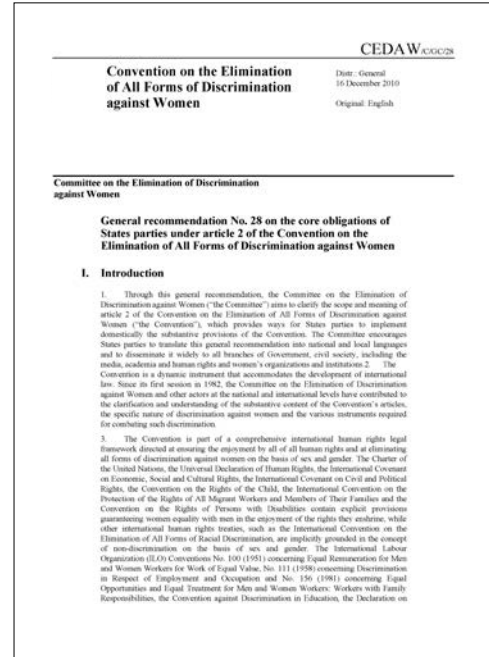 CEDAW/C/GC/28
Convention on the Elimination
of All Forms of Discrimination
against Women
Distr.: General
16 December 2010
Original: English
Committee on the Elimination of Discrimination
against Women
General recommendation No. 28 on the core obligations of
States parties under article 2 of the Convention on the
Elimination of All Forms of Discrimination against Women
I. Introduction
1. Through this general recommendation, the Committee on the Elimination of
Discrimination against Women ("the Committee") aims to clarify the scope and meaning of
article 2 of the Convention on the Elimination of All Forms of Discrimination against
Women ("the Convention"), which provides ways for States parties to implement
domestically the substantive provisions of the Convention. The Committee encourages
States parties to translate this general recommendation into national and local languages
and to disseminate it widely to all branches of Government, civil society, including the
media, academia and human rights and women's organizations and institutions 2. The
Convention is a dynamic instrument that accommodates the development of international
law. Since its first session in 1982, the Committee on the Elimination of Discrimination
against Women and other actors at the national and international levels have contributed to
the clarification and understanding of the substantive content of the Convention's articles,
the specific nature of discrimination against women and the various instruments required
for combating such discrimination.
3. The Convention is part of a comprehensive international human rights legal
framework directed at ensuring the enjoyment by all of all human rights and at eliminating
all forms of discrimination against women on the basis of sex and gender. The Charter of
the United Nations, the Universal Declaration of Human Rights, the International Covenant
on Economic, Social and Cultural Rights, the International Covenant on Civil and Political
Rights, the Convention on the Rights of the Child, the International Convention on the
Protection of the Rights of All Migrant Workers and Members of Their Families and the
Convention on the Rights of Persons with Disabilities contain explicit provisions
guaranteeing women equality with men in the enjoyment of the rights they enshrine, while
other international human rights treaties, such as the International Convention on the
Elimination of All Forms of Racial Discrimination, are implicitly grounded in the concept
of non-discrimination on the basis of sex and gender. The International Labour
Organization (ILO) Conventions No. 100 (1951) concerning Equal Remuneration for Men
and Women Workers for Work of Equal Value, No. 111 (1958) concerning Discrimination
in Respect of Employment and Occupation and No. 156 (1981) concerning Equal
Opportunities and Equal Treatment for Men and Women Workers: Workers with Family
Responsibilities, the Convention against Discrimination in Education, the Declaration on